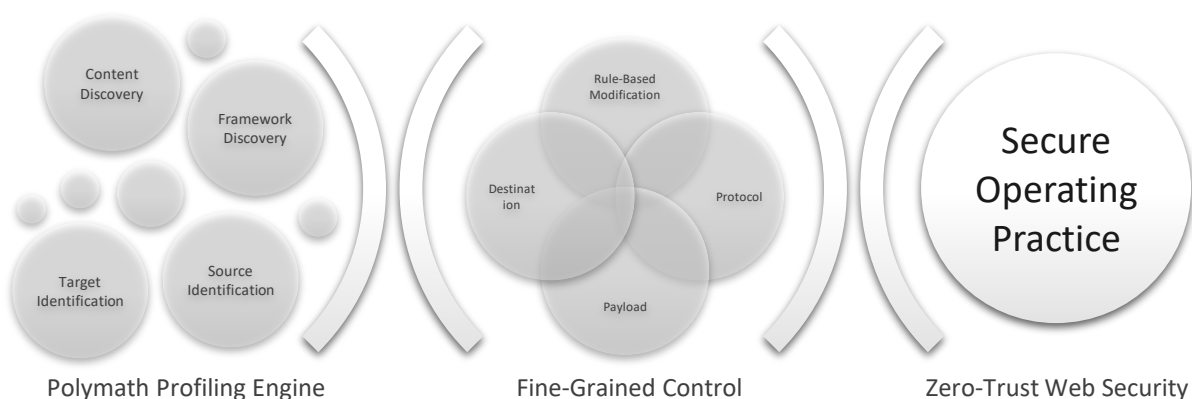 Content
Discovery
Framework
Discovery
Target
Identification
Source
Identification
Polymath Profiling Engine
Rule-Based
Modification
Destinat
ion
Protocol
Payload
Fine-Grained Control
Secure
Operating
Practice
Zero-Trust Web Security